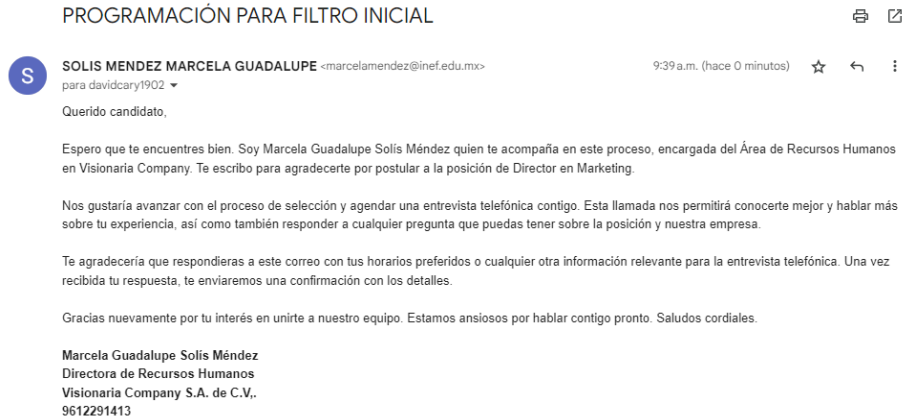 PROGRAMACIÓN PARA FILTRO INICIAL
S
SOLIS MENDEZ MARCELA GUADALUPE <marcelamendez@inef.edu.mx>
9:39 a.m. (hace 0 minutos)
para davidcary1902
Querido candidato,
Espero que te encuentres bien. Soy Marcela Guadalupe Solís Méndez quien te acompaña en este proceso, encargada del Área de Recursos Humanos
en Visionaria Company. Te escribo para agradecerte por postular a la posición de Director en Marketing.
Nos gustaría avanzar con el proceso de selección y agendar una entrevista telefónica contigo. Esta llamada nos permitirá conocerte mejor y hablar más
sobre tu experiencia, así como también responder a cualquier pregunta que puedas tener sobre la posición y nuestra empresa.
Te agradecería que respondieras a este correo con tus horarios preferidos o cualquier otra información relevante para la entrevista telefónica. Una vez
recibida tu respuesta, te enviaremos una confirmación con los detalles.
Gracias nuevamente por tu interés en unirte a nuestro equipo. Estamos ansiosos por hablar contigo pronto. Saludos cordiales.
Marcela Guadalupe Solís Méndez
Directora de Recursos Humanos
Visionaria Company S.A. de C.V,.
9612291413